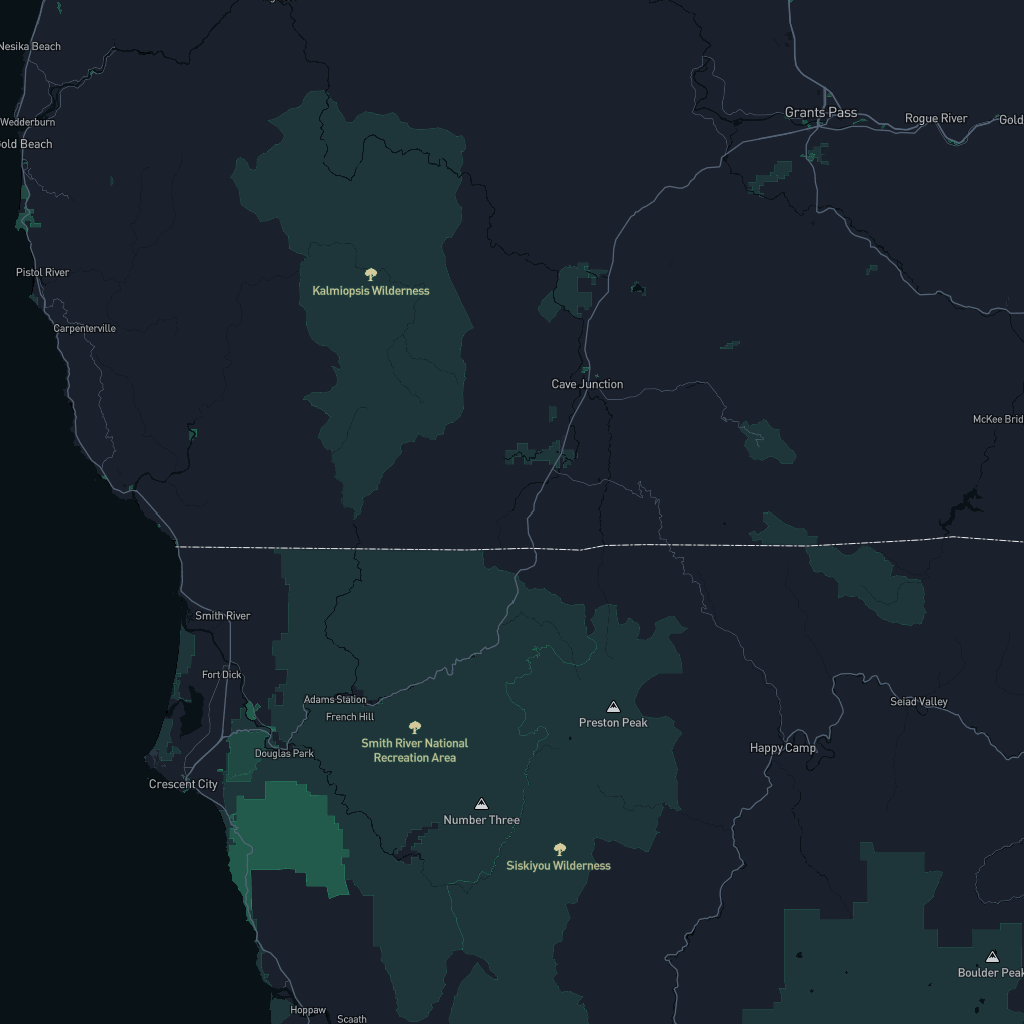 Nesika Beach
Grants Pass
Rogue River
Gold
Wedderburn
old Beach
Pistol River
Kalmiopsis Wilderness
Carpenterville
Cave Junction
McKee Brid
Smith River
Fort Dick
Adams Station
French Hill
Seiad Valley
Preston Peak
Smith River National
Recreation Area
Douglas Park
Happy Camp
Crescent City
Number Three
Siskiyou Wilderness
Boulder Peak
Hoppaw
Scaath